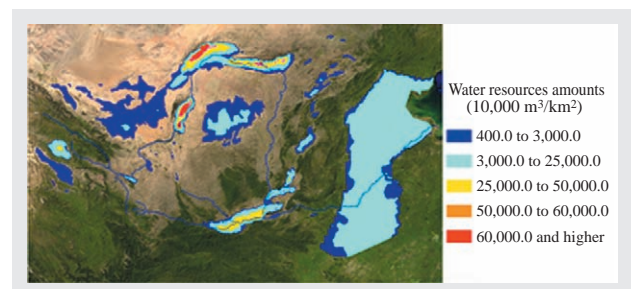 Water resources amounts
(10,000 m³/km²)
400.0 to 3,000.0
3,000.0 to 25,000.0
25,000.0 to 50,000.0
50,000.0 to 60,000.0
60,000.0 and higher